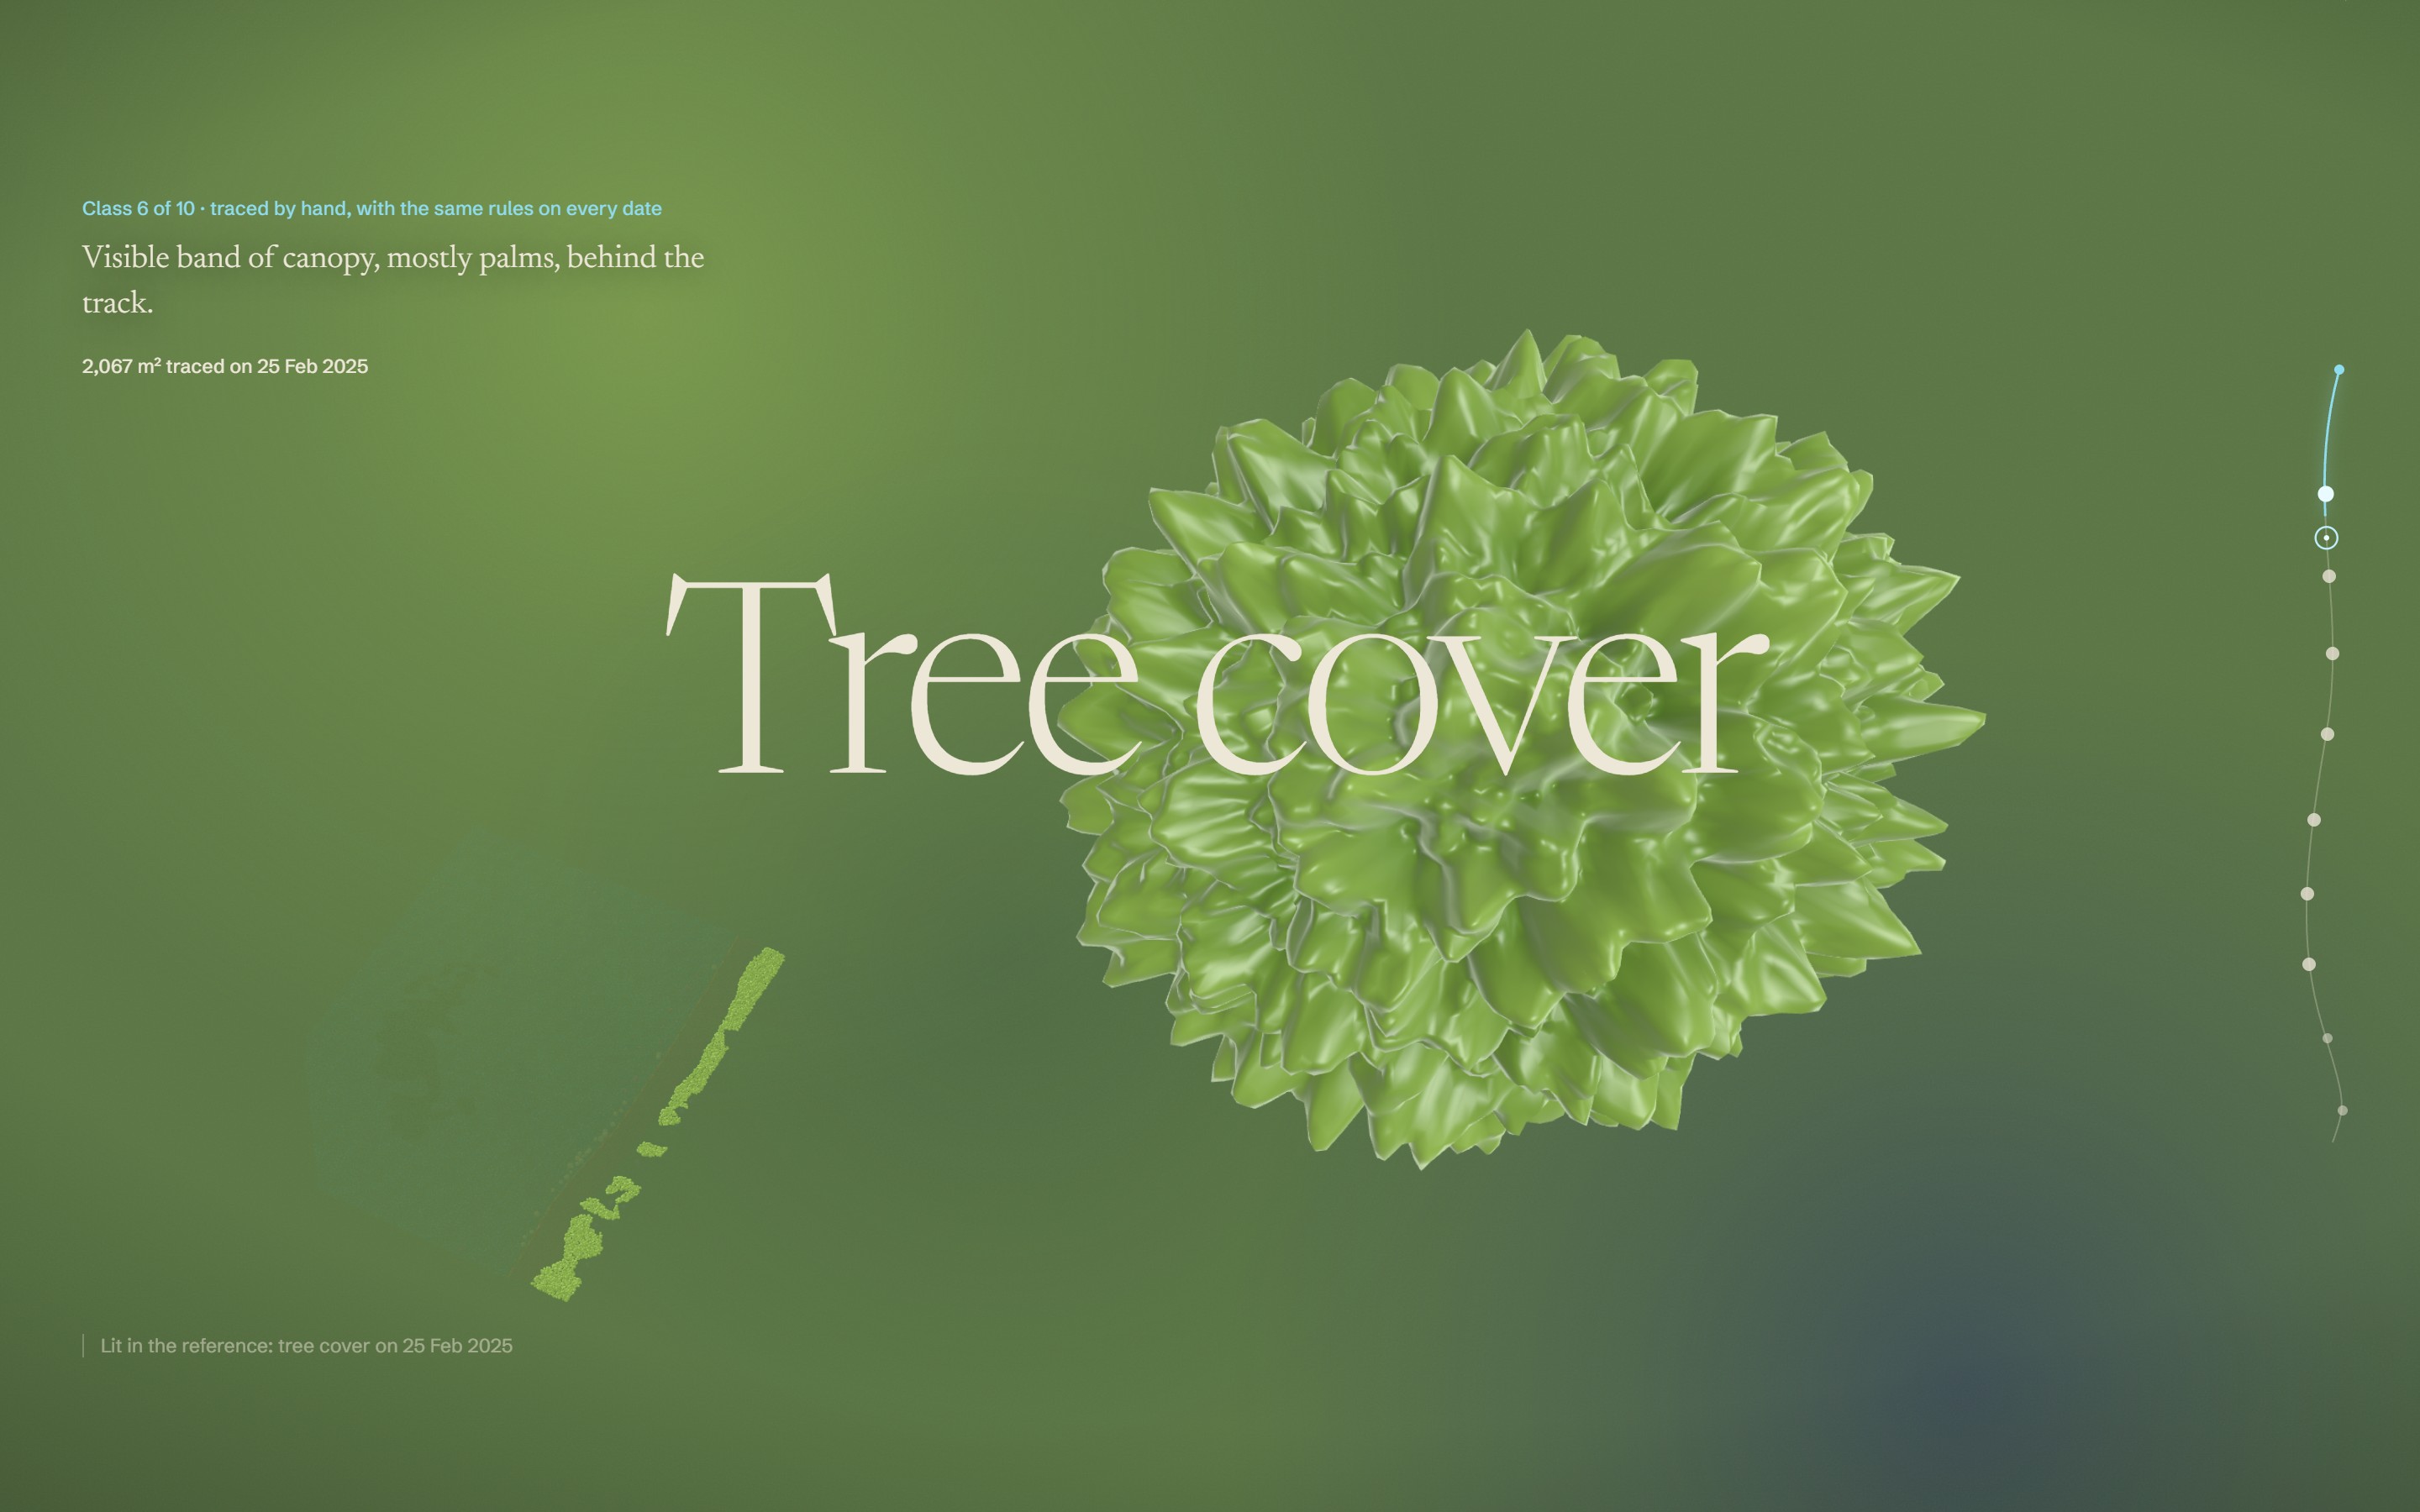 Class 6 of 10 · traced by hand, with the same rules on every date
Visible band of canopy, mostly palms, behind the
track.
2,067 m² traced on 25 Feb 2025
Tree cover
Lit in the reference: tree cover on 25 Feb 2025